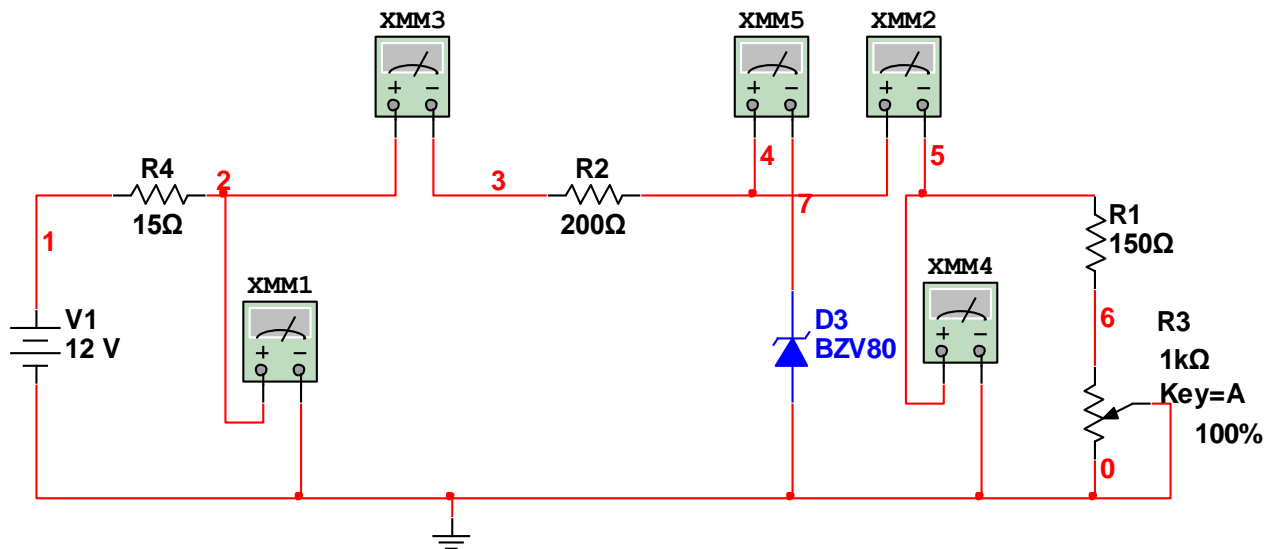 XMM3
+ −
XMM5
+ −
XMM2
+ −
R4
15Ω
2
3
R2
200Ω
4
5
7
1
V1
12 V
XMM1
+ −
D3
BZV80
XMM4
+ −
R1
150Ω
6
R3
1kΩ
Key=A
100%
0